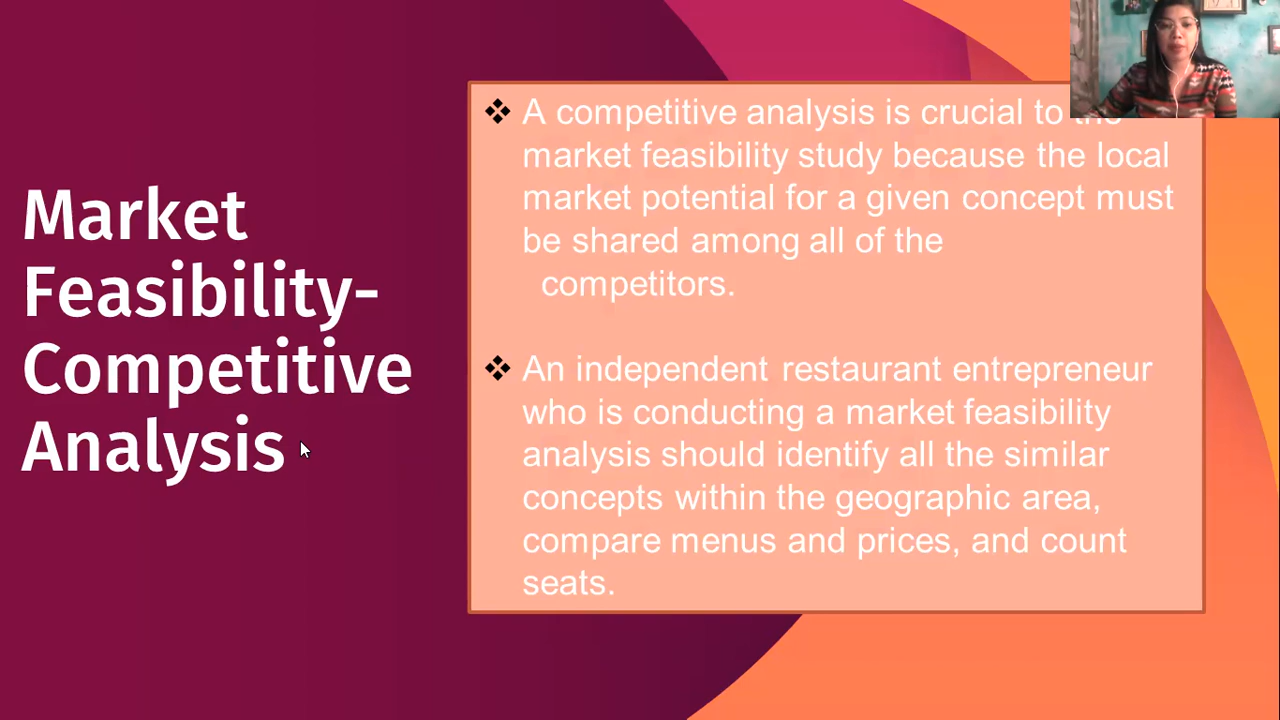 Market
Feasibility-
Competitive
Analysis
A competitive analysis is crucial to the
market feasibility study because the local
market potential for a given concept must
be shared among all of the
competitors.
An independent restaurant entrepreneur
who is conducting a market feasibility
analysis should identify all the similar
concepts within the geographic area,
compare menus and prices, and count
seats.